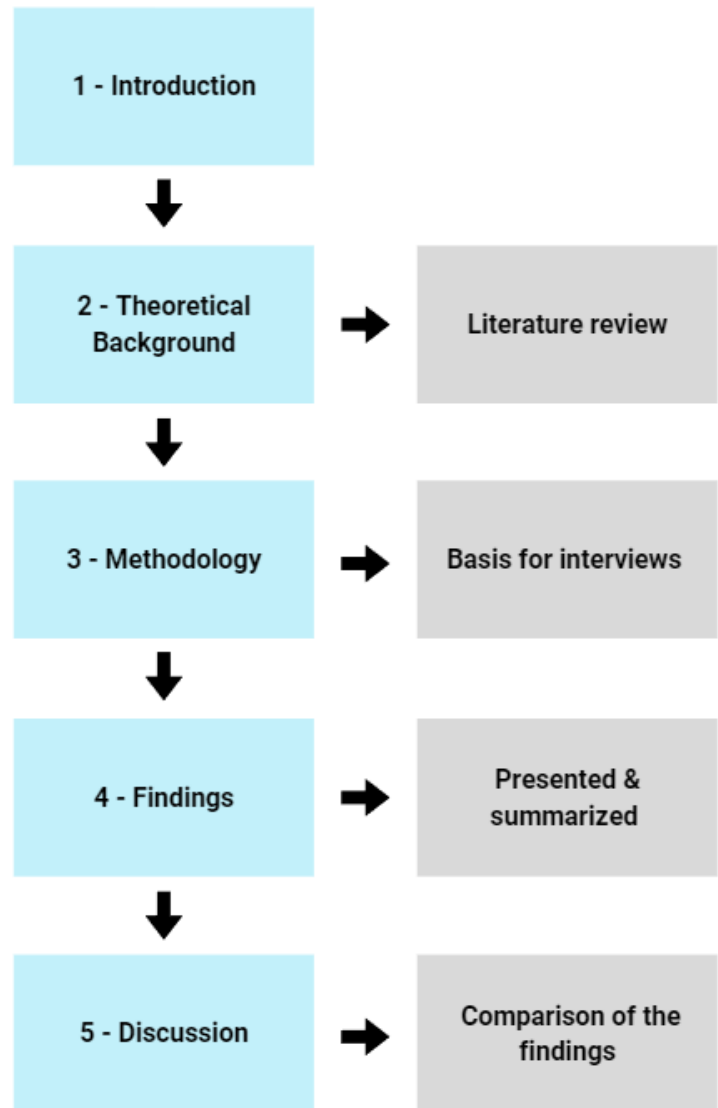 1 - Introduction
2 - Theoretical
Background
Literature review
3 - Methodology
Basis for interviews
4 - Findings
Presented &
summarized
5 - Discussion
Comparison of the
findings